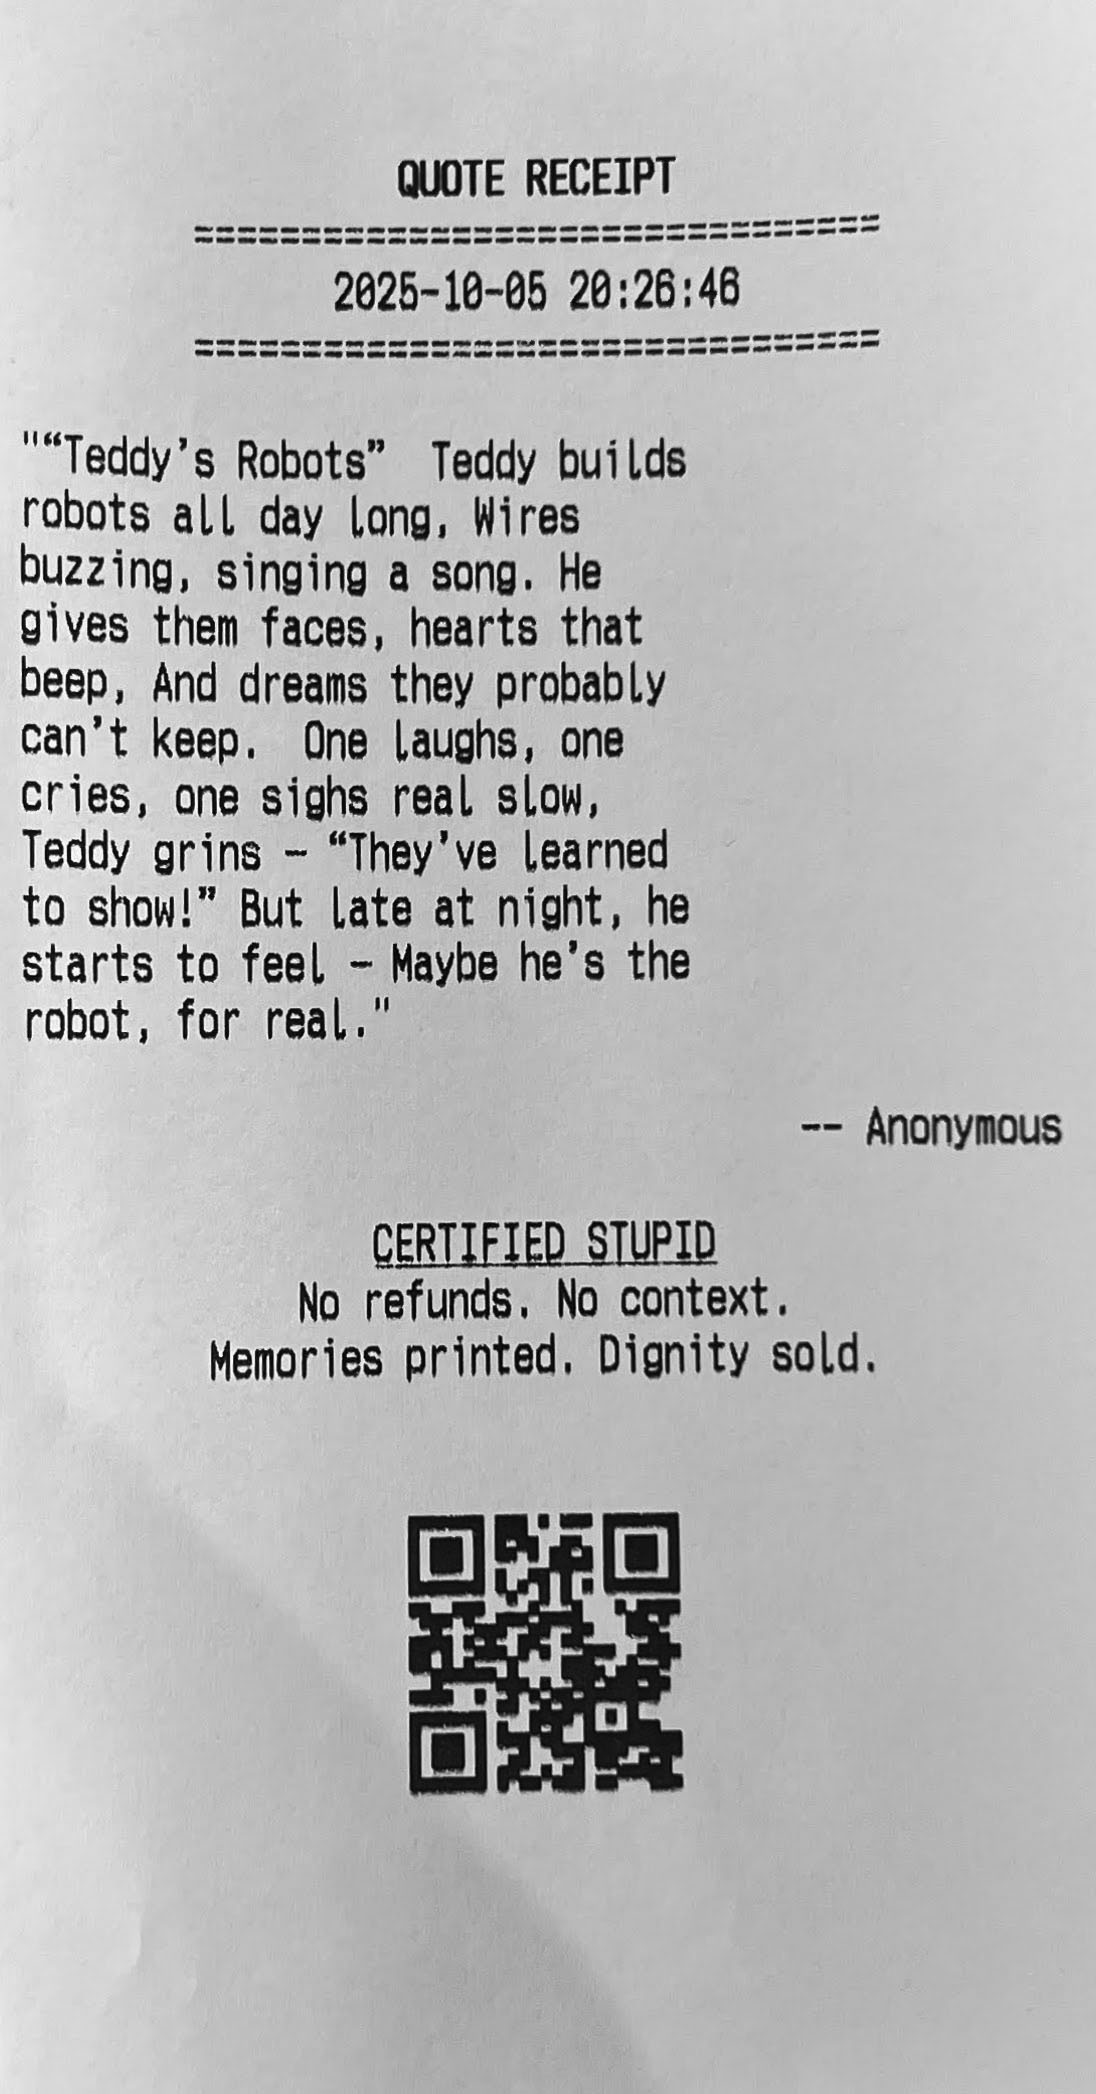 QUOTE RECEIPT
================================
2025-10-05 20:26:46
================================
"“Teddy’s Robots”  Teddy builds
robots all day long, Wires
buzzing, singing a song. He
gives them faces, hearts that
beep, And dreams they probably
can’t keep.  One laughs, one
cries, one sighs real slow,
Teddy grins – “They’ve learned
to show!” But late at night, he
starts to feel – Maybe he’s the
robot, for real."
-- Anonymous
CERTIFIED STUPID
No refunds. No context.
Memories printed. Dignity sold.